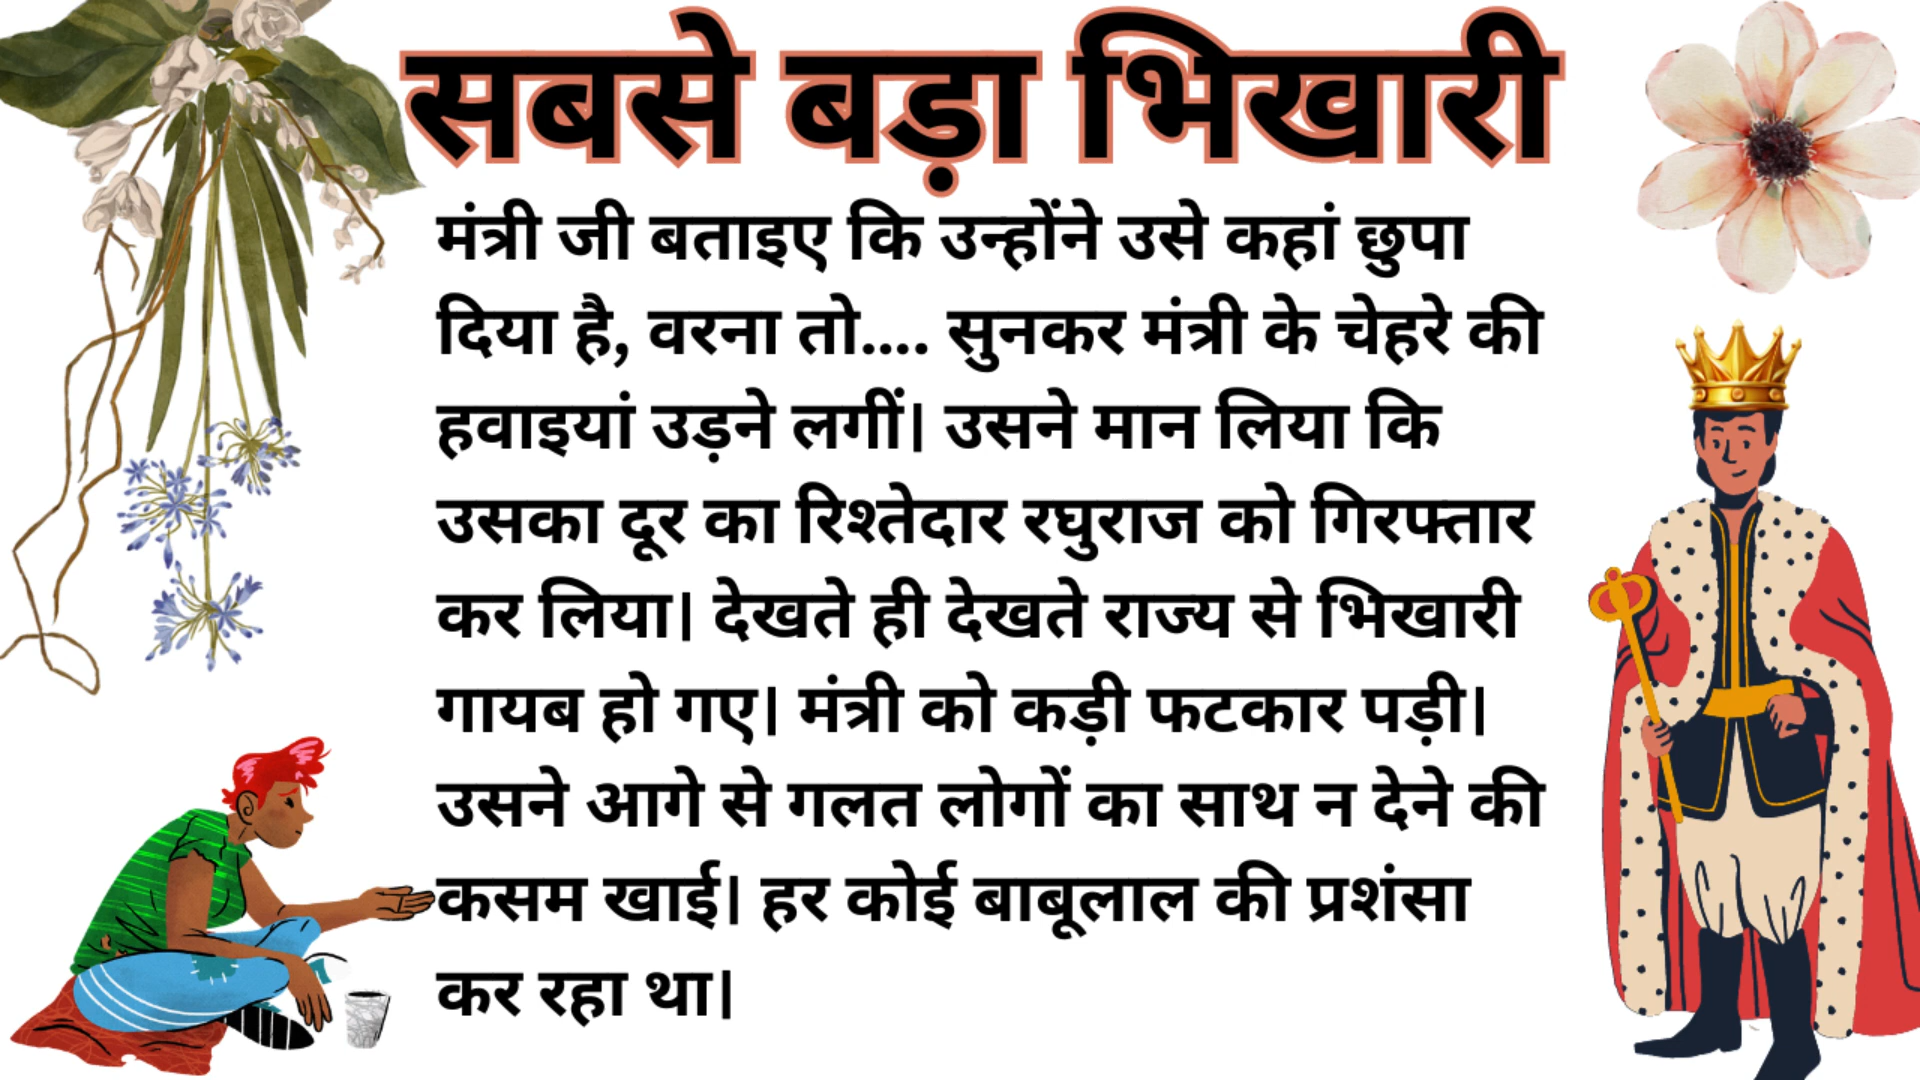 सबसे बड़ा भिखारी
मंत्री जी बताइए कि उन्होंने उसे कहां छुपा
दिया है, वरना तो.... सुनकर मंत्री के चेहरे की
हवाइयां उड़ने लगीं| उसने मान लिया कि
उसका दूर का रिश्तेदार रघुराज को गिरफ्तार
कर लिया| देखते ही देखते राज्य से भिखारी
गायब हो गए| मंत्री को कड़ी फटकार पड़ी|
उसने आगे से गलत लोगों का साथ न देने की
कसम खाई| हर कोई बाबूलाल की प्रशंसा
कर रहा था|